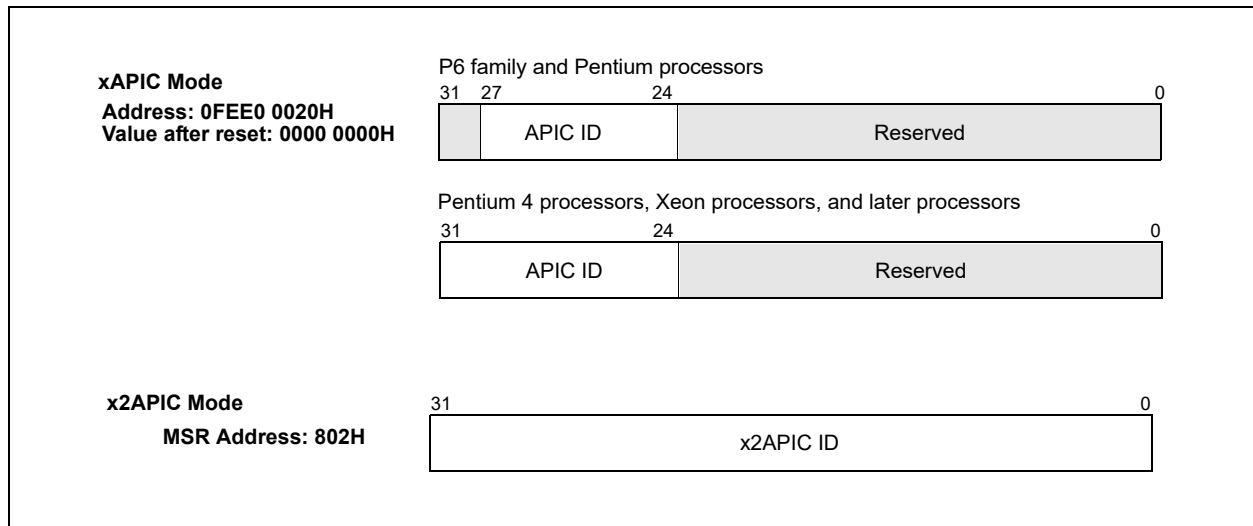 P6 family and Pentium processors
xAPIC Mode
31 27 24 0
Address: 0FEE0 0020H
Value after reset: 0000 0000H
APIC ID Reserved
Pentium 4 processors, Xeon processors, and later processors
31 24 0
APIC ID Reserved
x2APIC Mode
31 0
MSR Address: 802H
x2APIC ID